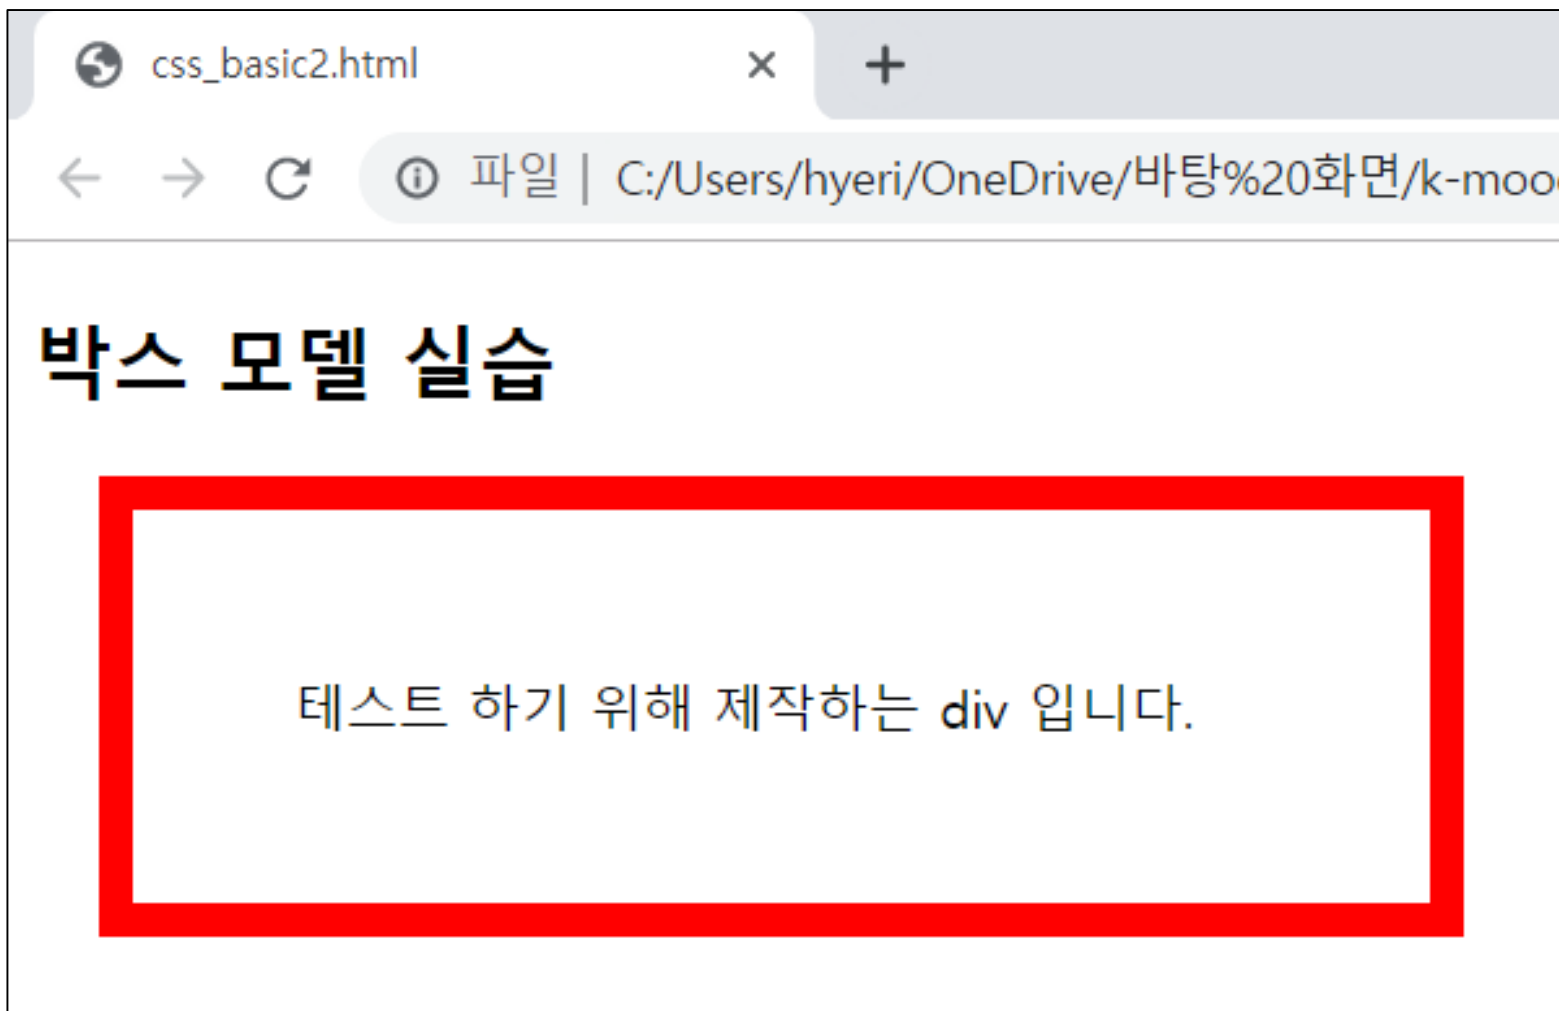 css_basic2.html
파일 | C:/Users/hyeri/OneDrive/바탕%20화면/k-moo
박스 모델 실습
테스트 하기 위해 제작하는 div 입니다.